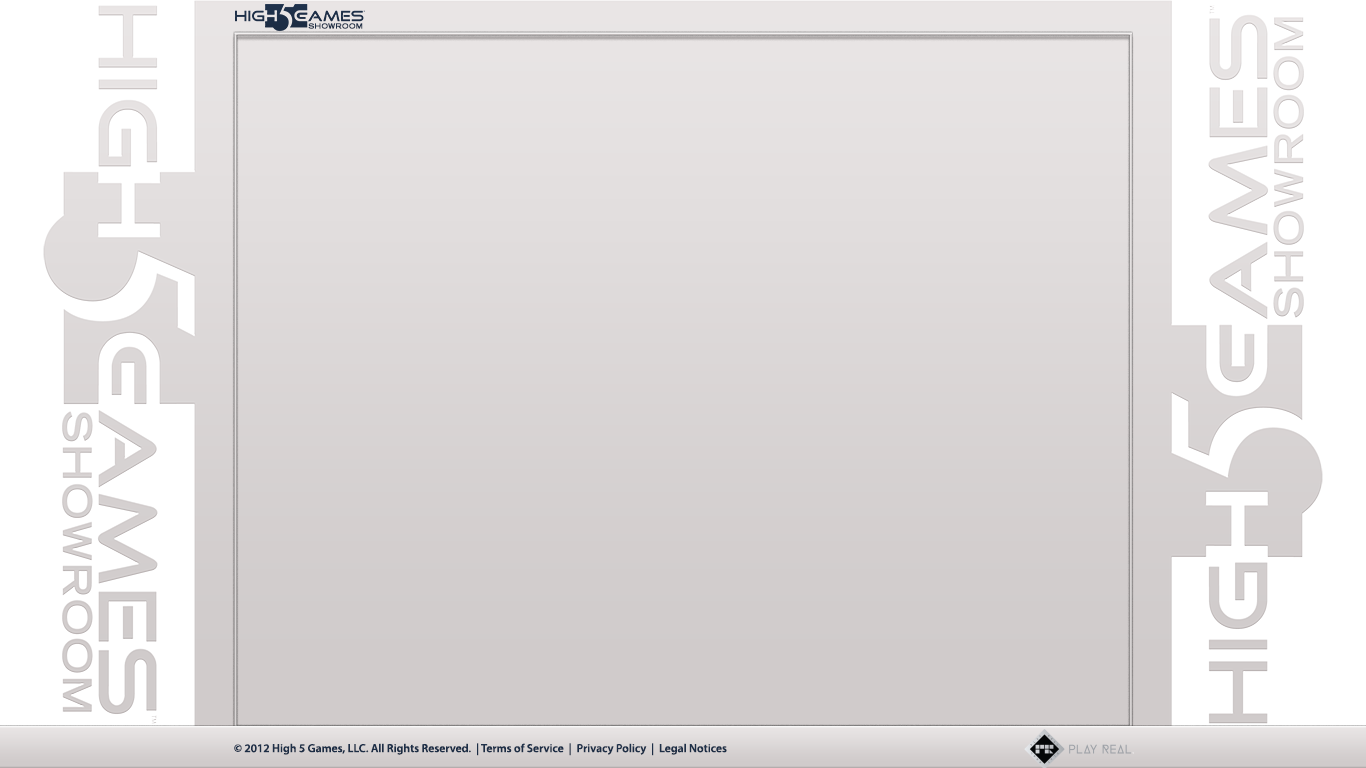 HIGH 5 GAMES
SHOWROOM
HIGH 5 GAMES
SHOWROOM
HIGH 5 GAMES
SHOWROOM
© 2012 High 5 Games, LLC. All Rights Reserved. | Terms of Service | Privacy Policy | Legal Notices
PLAY REAL